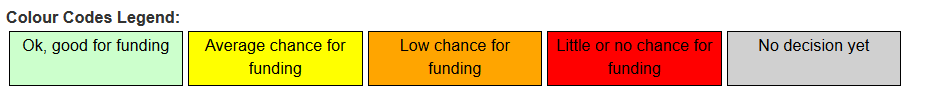 Colour Codes Legend:
Ok, good for funding
Average chance for
funding
Low chance for
funding
Little or no chance for
funding
No decision yet